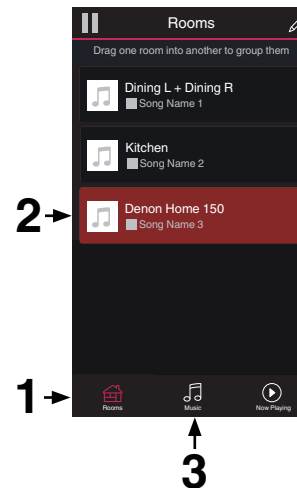 Rooms
Drag one room into another to group them
Dining L + Dining R
Song Name 1
Kitchen
Song Name 2
2
Denon Home 150
Song Name 3
1
Rooms
Music
Now Playing
3